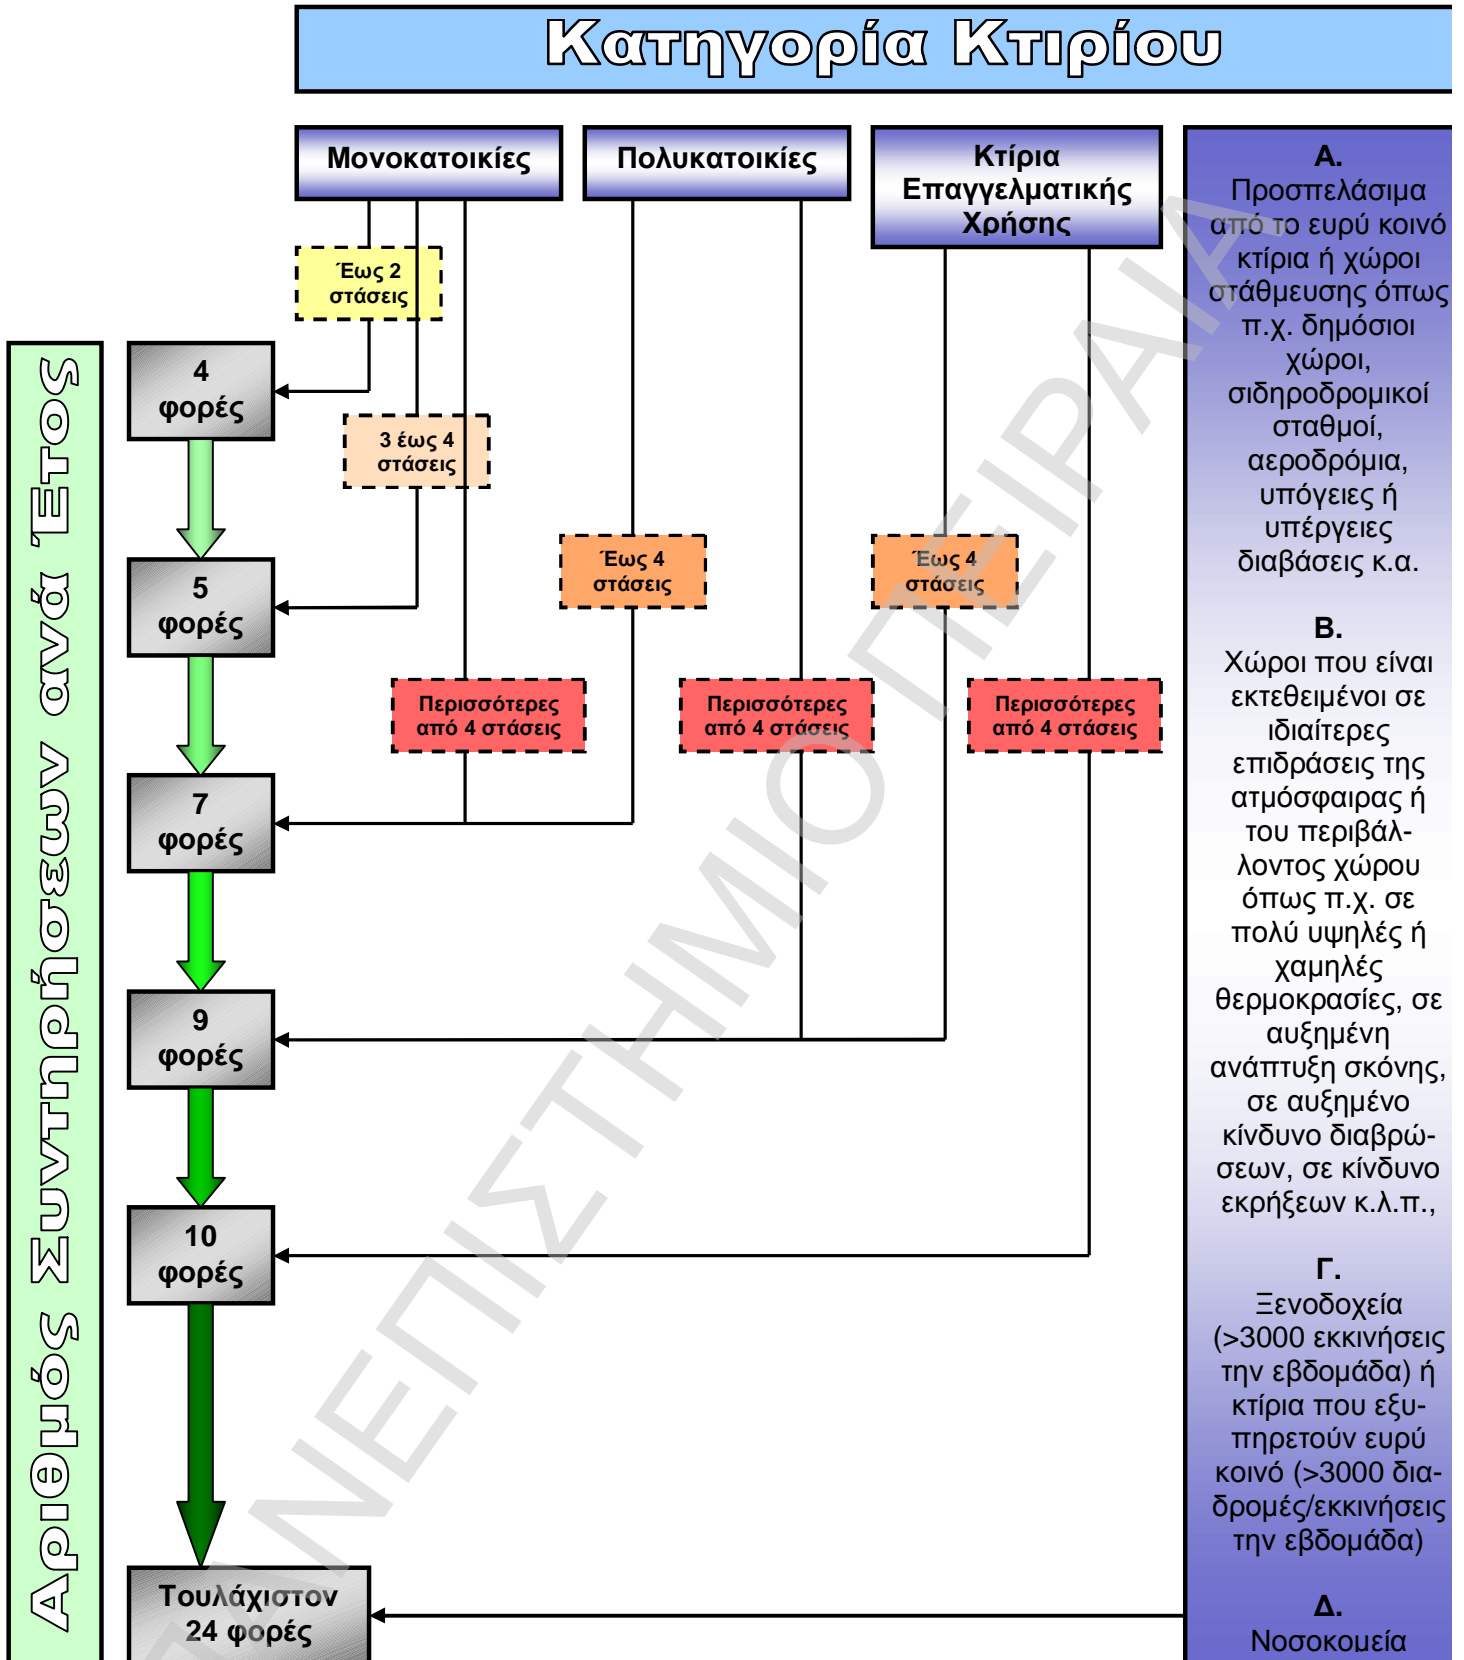 Κατηγορία Κτιρίου
Μονοκατοικίες
Πολυκατοικίες
Κτίρια
Επαγγελματικής
Χρήσης
Έως 2
στάσεις
3 έως 4
στάσεις
Έως 4
στάσεις
Έως 4
στάσεις
Περισσότερες
από 4 στάσεις
Περισσότερες
από 4 στάσεις
Περισσότερες
από 4 στάσεις
Αριθμός Συντηρήσεων ανά Έτος
4
φορές
5
φορές
7
φορές
9
φορές
10
φορές
Τουλάχιστον
24 φορές
Α.
Προσπελάσιμα
από το ευρύ κοινό
κτίρια ή χώροι
στάθμευσης όπως
π.χ. δημόσιοι
χώροι,
σιδηροδρομικοί
σταθμοί,
αεροδρόμια,
υπόγειες ή
υπέργειες
διαβάσεις κ.α.
Β.
Χώροι που είναι
εκτεθειμένοι σε
ιδιαίτερες
επιδράσεις της
ατμόσφαιρας ή
του περιβάλ-
λοντος χώρου
όπως π.χ. σε
πολύ υψηλές ή
χαμηλές
θερμοκρασίες, σε
αυξημένη
ανάπτυξη σκόνης,
σε αυξημένο
κίνδυνο διαβρώ-
σεων, σε κίνδυνο
εκρήξεων κ.λ.π.,
Γ.
Ξενοδοχεία
(>3000 εκκινήσεις
την εβδομάδα) ή
κτίρια που εξυ-
πηρετούν ευρύ
κοινό (>3000 δια-
δρομές/εκκινήσεις
την εβδομάδα)
Δ.
Νοσοκομεία
ΠΑΝΕΠΙΣΤΗΜΙΟ ΠΕΙΡΑΙΑ